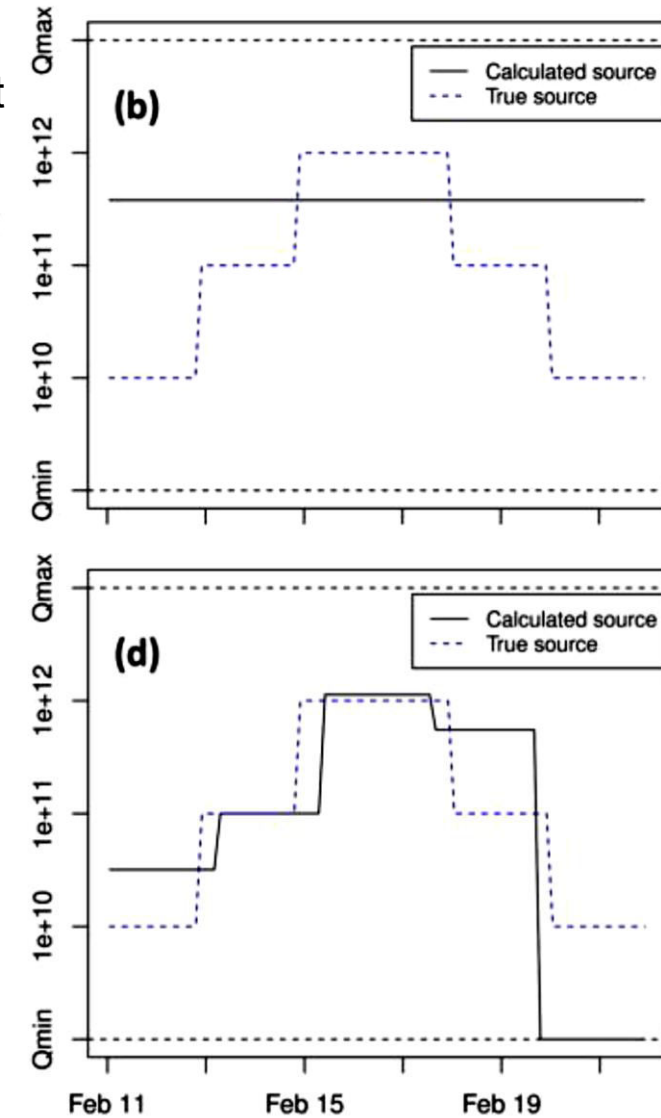 Qmax
1e+12
1e+11
1e+10
Qmin
(b)
Calculated source
True source
Qmax
1e+12
1e+11
1e+10
Qmin
(d)
Calculated source
True source
Feb 11
Feb 15
Feb 19